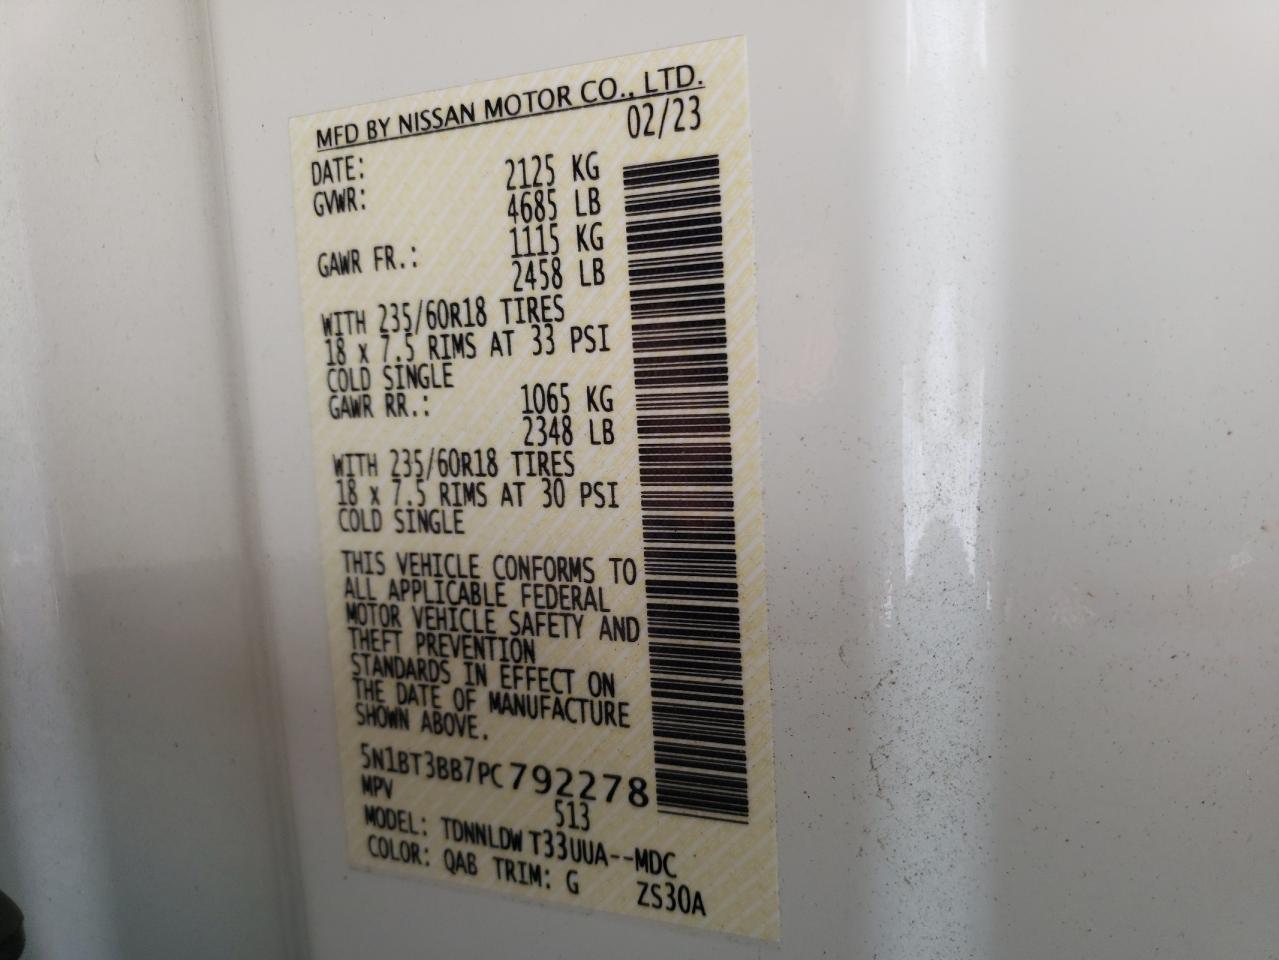 MFD BY NISSAN MOTOR CO., LTD.
DATE: 02/23
GVWR: 2125 KG
4685 LB
GAWR FR.: 1115 KG
2458 LB
WITH 235/60R18 TIRES
18 x 7.5 RIMS AT 33 PSI
COLD SINGLE
GAWR RR.: 1065 KG
2348 LB
WITH 235/60R18 TIRES
18 x 7.5 RIMS AT 30 PSI
COLD SINGLE
THIS VEHICLE CONFORMS TO
ALL APPLICABLE FEDERAL
MOTOR VEHICLE SAFETY AND
THEFT PREVENTION
STANDARDS IN EFFECT ON
THE DATE OF MANUFACTURE
SHOWN ABOVE.
5N1BT3BB7PC792278
MPV 513
MODEL: TDNNLDW T33UUA--MDC
COLOR: QAB TRIM: G ZS30A